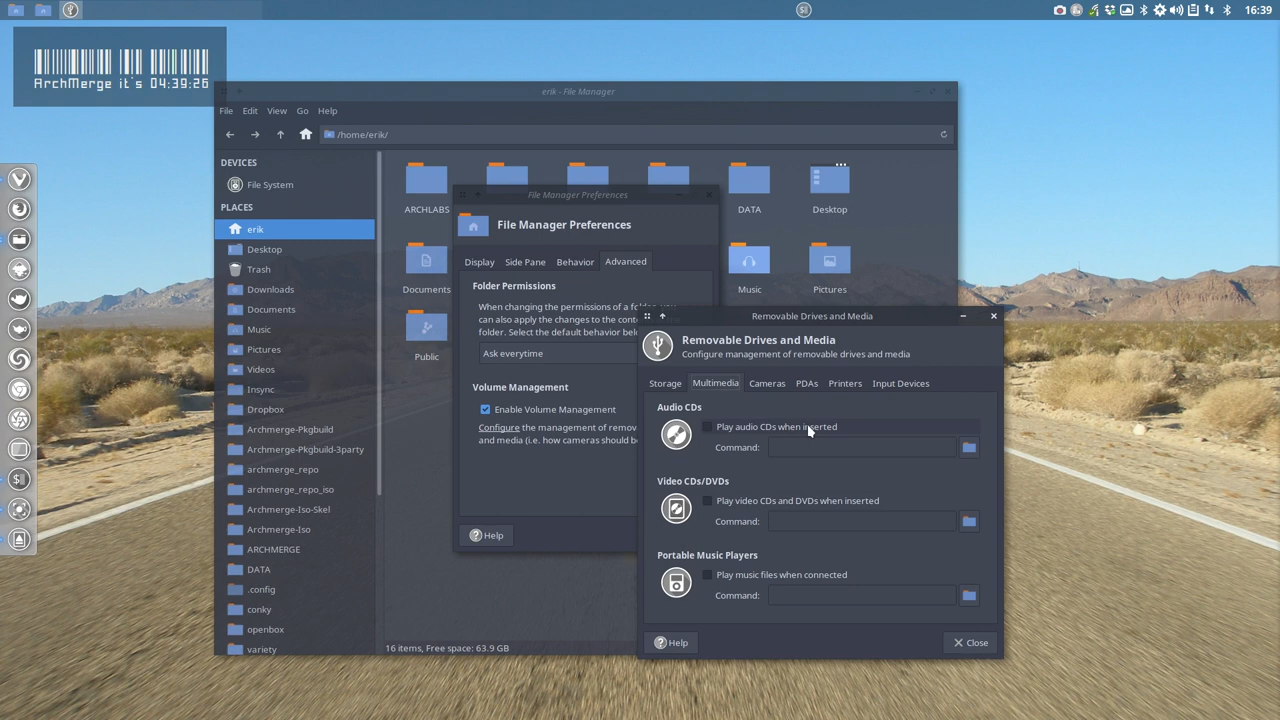 16:39
ArchMerge it's 04:39:26
erik - File Manager
File Edit View Go Help
/home/erik/
DEVICES
File System
PLACES
erik
Desktop
Trash
Downloads
Documents
Music
Pictures
Videos
Insync
Dropbox
Archmerge-Pkgbuild
Archmerge-Pkgbuild-3party
archmerge_repo
archmerge_repo_iso
Archmerge-Iso-Skel
Archmerge-Iso
ARCHMERGE
DATA
.config
conky
openbox
variety
ARCHLABS
DATA
Desktop
Documents
Music
Pictures
Public
16 items, Free space: 63.9 GB
File Manager Preferences
File Manager Preferences
Display Side Pane Behavior Advanced
Folder Permissions
When changing the permissions of a folder, you
can also apply the changes to the cont
folder. Select the default behavior bel
Ask everytime
Volume Management
Enable Volume Management
Configure the management of remov
and media (i.e. how cameras should b
Help
Removable Drives and Media
Removable Drives and Media
Configure management of removable drives and media
Storage Multimedia Cameras PDAs Printers Input Devices
Audio CDs
Play audio CDs when inserted
Command:
Video CDs/DVDs
Play video CDs and DVDs when inserted
Command:
Portable Music Players
Play music files when connected
Command:
Help
Close